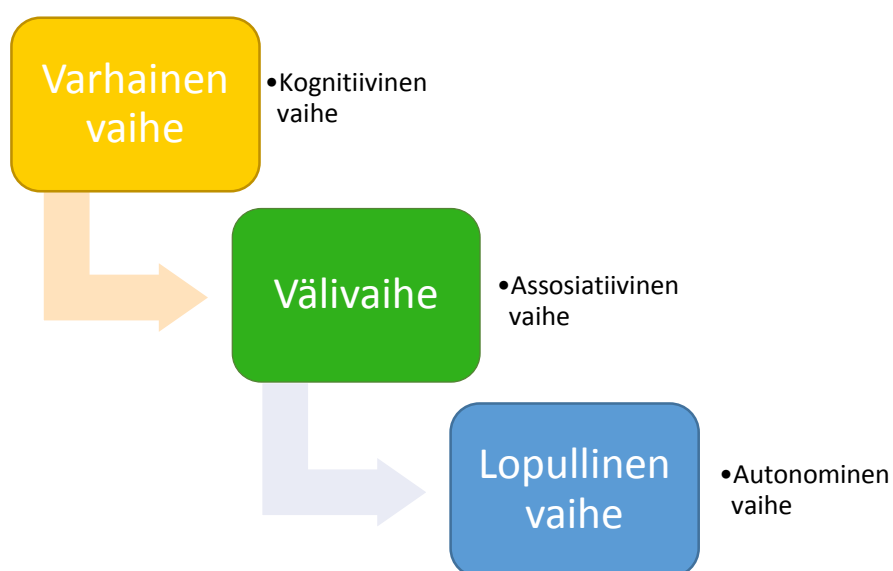 Varhainen
vaihe
•Kognitiivinen
vaihe
Välivaihe
•Assosiatiivinen
vaihe
Lopullinen
vaihe
•Autonominen
vaihe